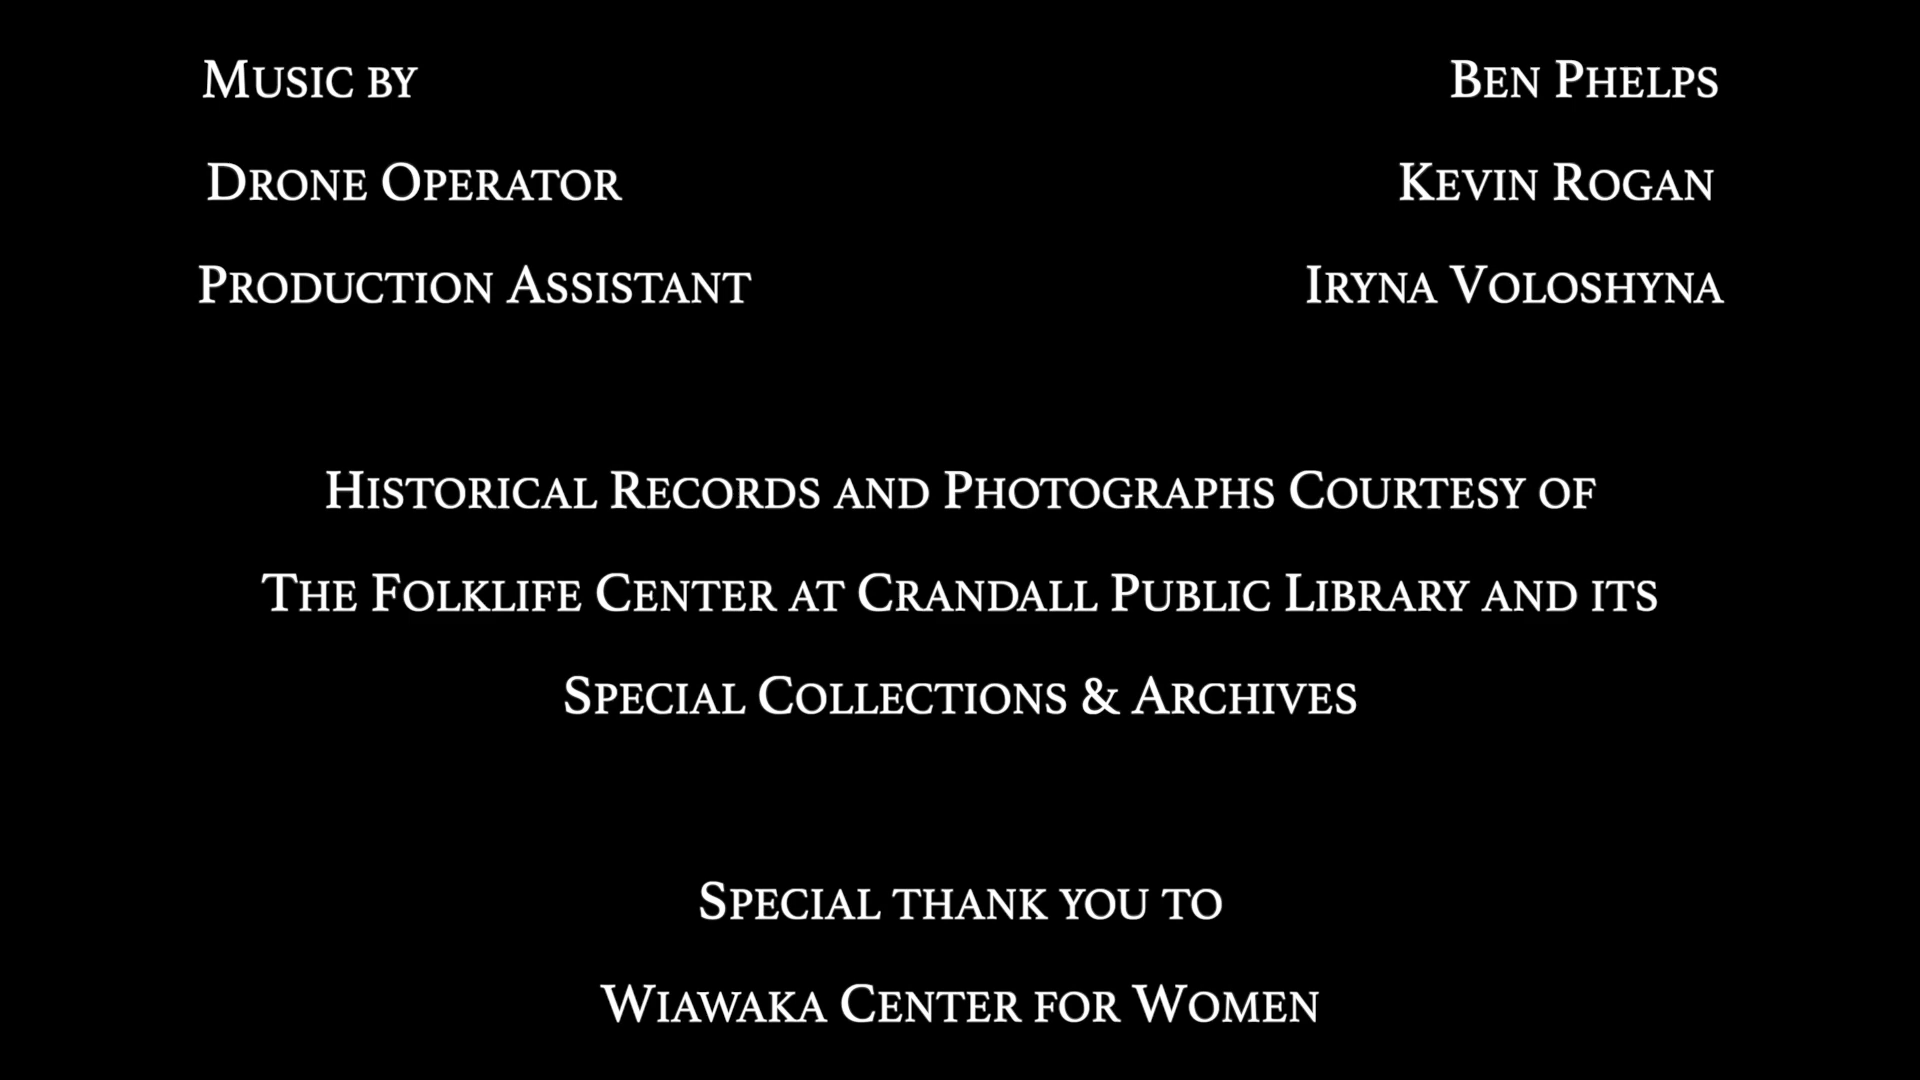 Music by Ben Phelps
Drone Operator Kevin Rogan
Production Assistant Iryna Voloshyna
Historical Records and Photographs Courtesy of
The Folklife Center at Crandall Public Library and its
Special Collections & Archives
Special thank you to
Wiawaka Center for Women